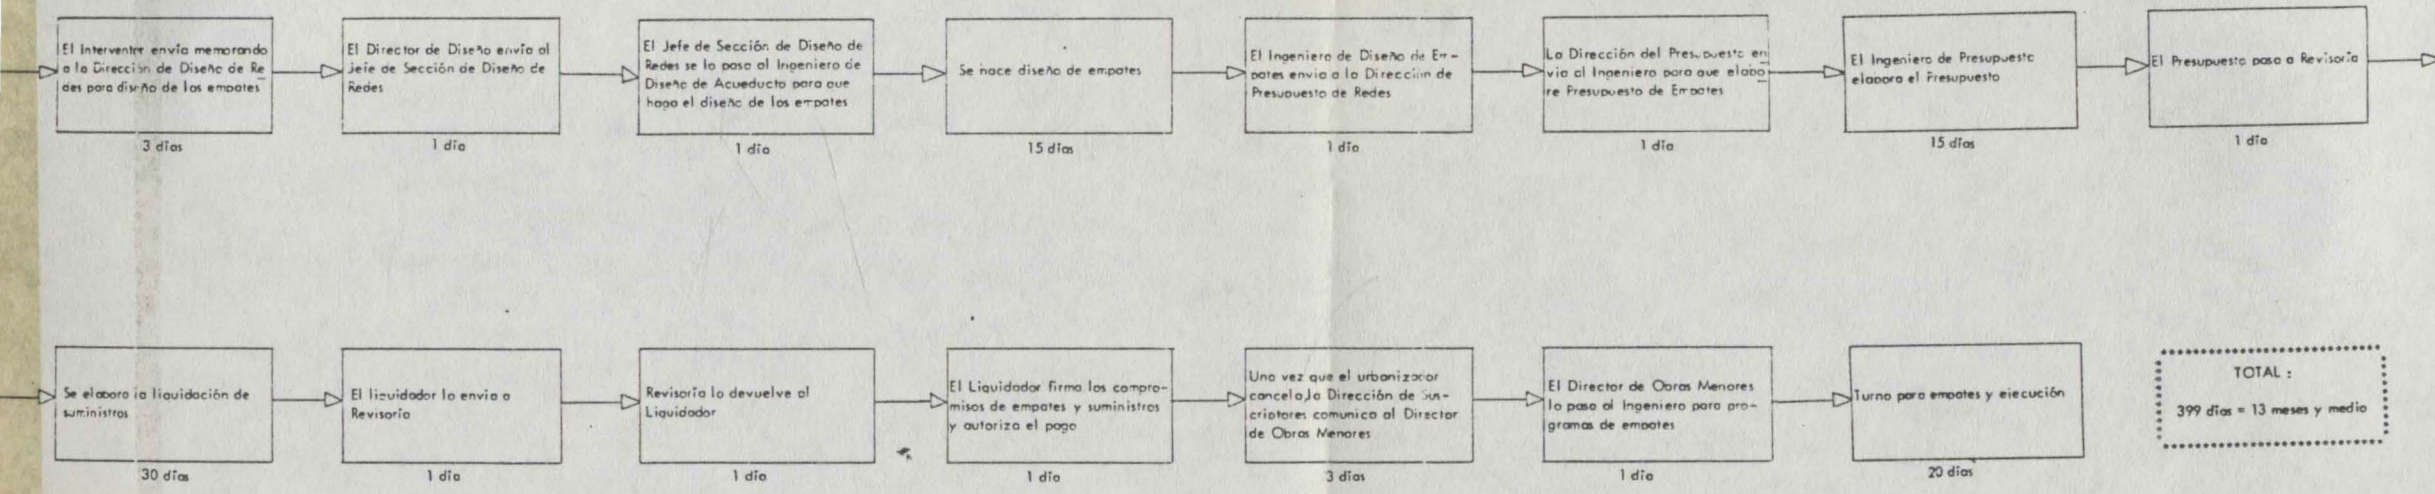 El Interventor envía memorando
a la Dirección de Diseño de Re
des para diseño de los empates
3 días
El Director de Diseño envía al
Jefe de Sección de Diseño de
Redes
1 día
El Jefe de Sección de Diseño de
Redes se lo pasa al Ingeniero de
Diseño de Acueducto para que
haga el diseño de los empates
1 día
Se hace diseño de empates
15 días
El Ingeniero de Diseño de Em-
pates envia a la Dirección de
Presupuesto de Redes
1 día
La Dirección del Presupuesto en
vía al Ingeniero para que elabo
re Presupuesto de Empates
1 día
El Ingeniero de Presupuesto
elabora el Presupuesto
15 días
El Presupuesto pasa a Revisoría
1 día
Se elabora la liquidación de
suministros
30 días
El liquidador lo envia a
Revisoría
1 día
Revisoría lo devuelve al
Liquidador
1 día
El Liquidador firma los compro-
misos de empates y suministros
y autoriza el pago
1 día
Una vez que el urbanizador
cancela, la Dirección de Sus-
criptores comunica al Director
de Obras Menores
3 días
El Director de Obras Menores
lo pasa al Ingeniero para pro-
gramas de empates
1 día
Turno para empates y ejecución
20 días
TOTAL :
399 días = 13 meses y medio